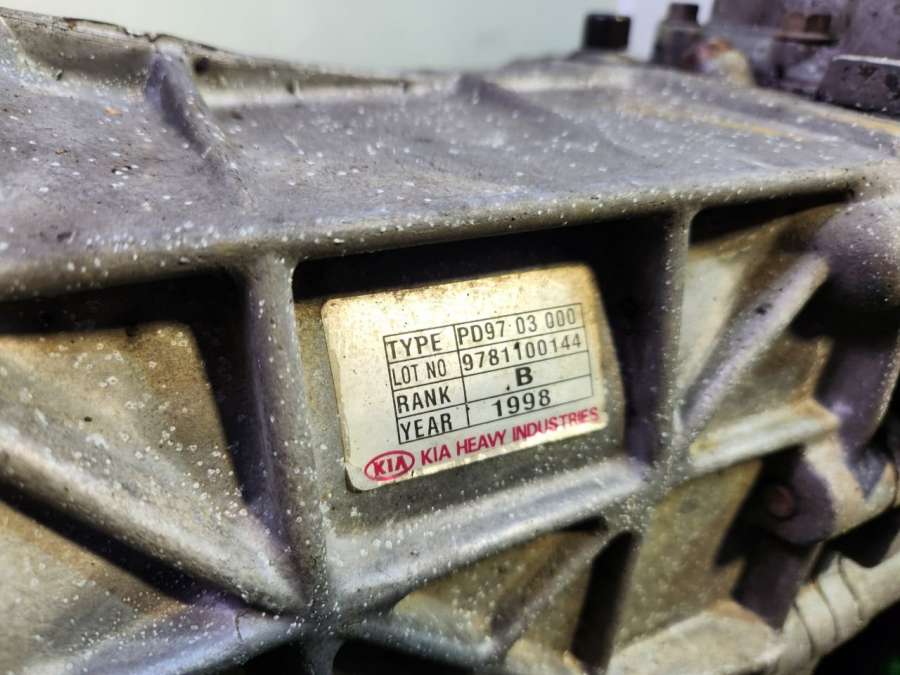 TYPE PD97 03 000
LOT NO 9781100144
RANK B
YEAR 1998
KIA KIA HEAVY INDUSTRIES